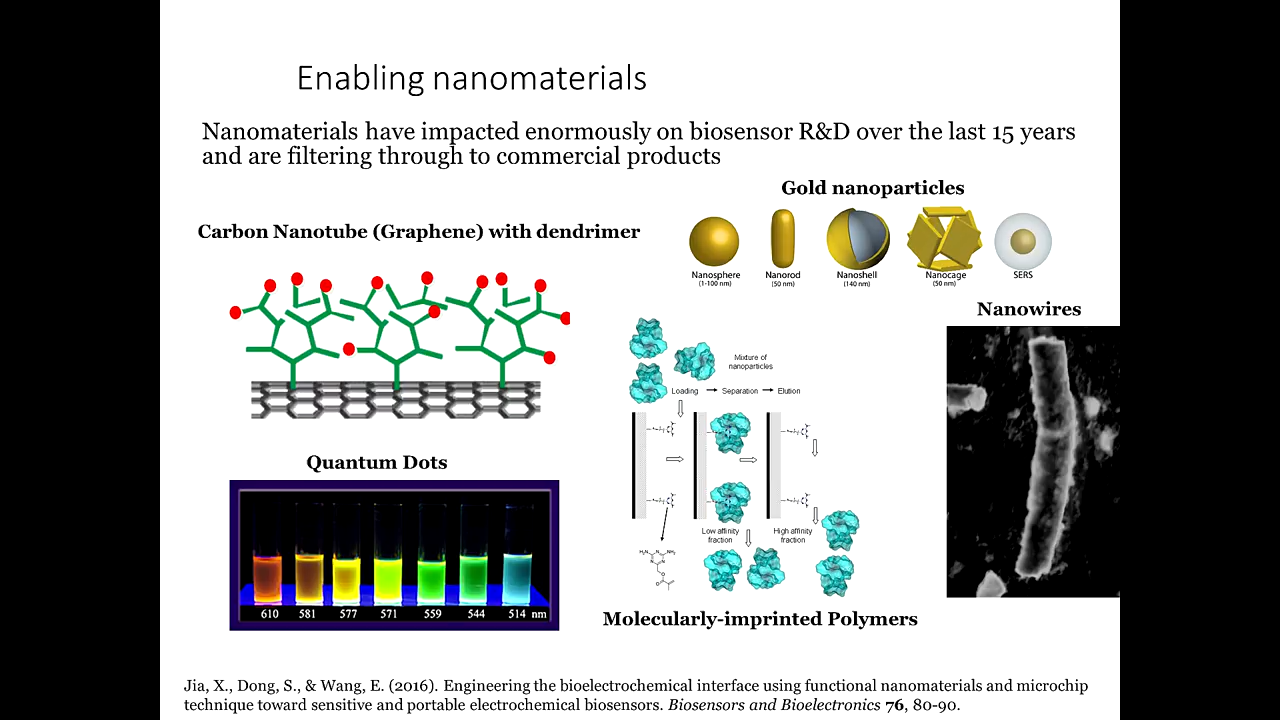 Enabling nanomaterials
Nanomaterials have impacted enormously on biosensor R&D over the last 15 years
and are filtering through to commercial products
Gold nanoparticles
Nanosphere
(1-100 nm)
Nanorod
(50 nm)
Nanoshell
(140 nm)
Nanocage
(50 nm)
SERS
Carbon Nanotube (Graphene) with dendrimer
Nanowires
Mixture of
nanoparticles
Loading → Separation → Elution
Low affinity
fraction
High affinity
fraction
H₂N
NH₂
Molecularly-imprinted Polymers
Quantum Dots
610 581 577 571 559 544 514 nm
Jia, X., Dong, S., & Wang, E. (2016). Engineering the bioelectrochemical interface using functional nanomaterials and microchip
technique toward sensitive and portable electrochemical biosensors. Biosensors and Bioelectronics 76, 80-90.